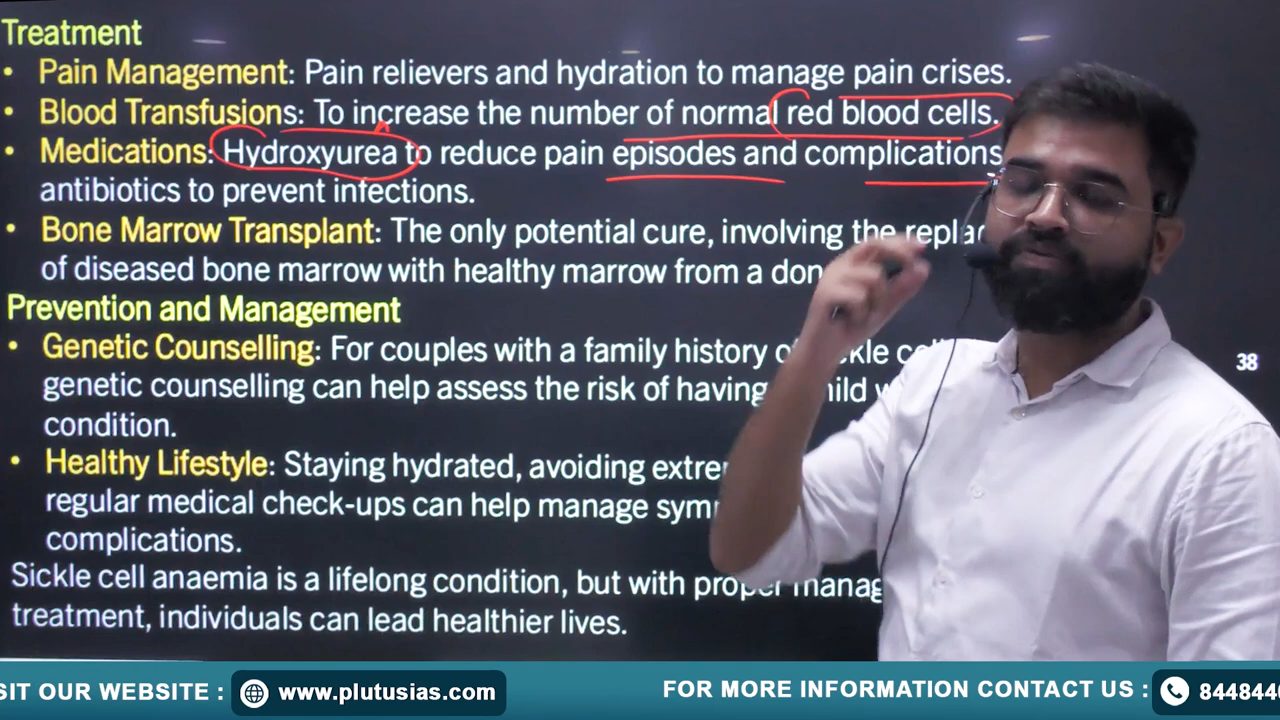 Treatment
• Pain Management: Pain relievers and hydration to manage pain crises.
• Blood Transfusions: To increase the number of normal red blood cells.
• Medications: Hydroxyurea to reduce pain episodes and complications
antibiotics to prevent infections.
• Bone Marrow Transplant: The only potential cure, involving the
of diseased bone marrow with healthy marrow from a
Prevention and Management
• Genetic Counselling: For couples with a family history
genetic counselling can help assess the risk of having
condition.
38
• Healthy Lifestyle: Staying hydrated, avoiding
regular medical check-ups can help manage
complications.
Sickle cell anaemia is a lifelong condition, but with proper
treatment, individuals can lead healthier lives.
SIT OUR WEBSITE : www.plutusias.com FOR MORE INFORMATION CONTACT US :